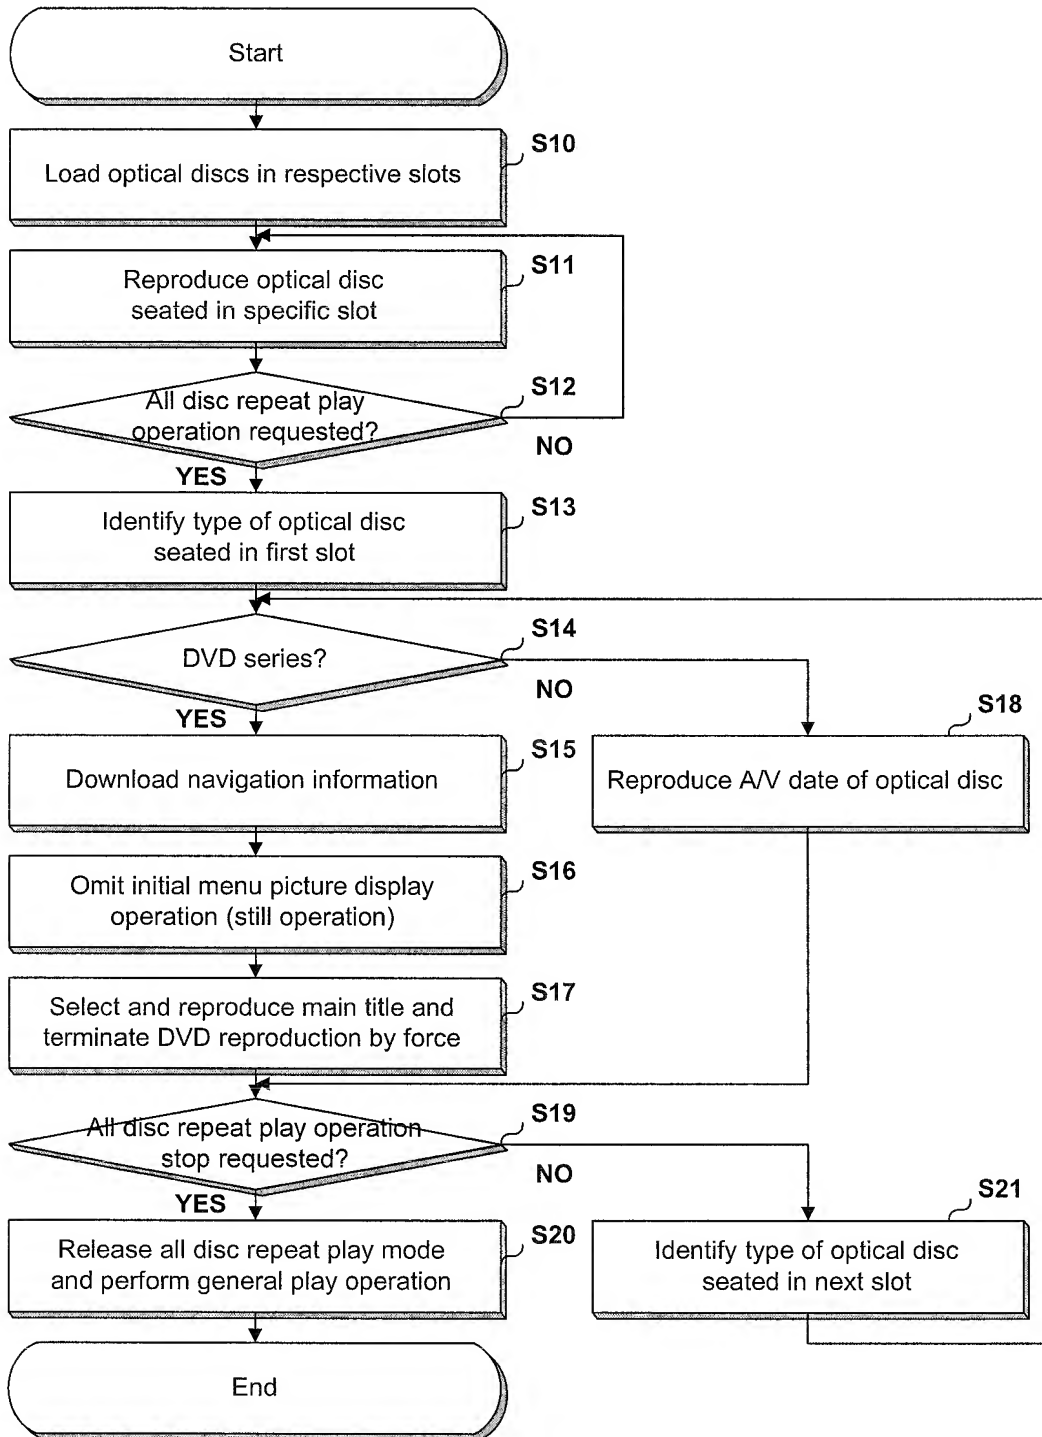 Start
S10
Load optical discs in respective slots
S11
Reproduce optical disc
seated in specific slot
S12
All disc repeat play
operation requested?
NO
YES
S13
Identify type of optical disc
seated in first slot
S14
DVD series?
NO
YES
S18
S15
Download navigation information
Reproduce A/V date of optical disc
S16
Omit initial menu picture display
operation (still operation)
S17
Select and reproduce main title and
terminate DVD reproduction by force
S19
All disc repeat play operation
stop requested?
NO
YES
S21
S20
Release all disc repeat play mode
and perform general play operation
Identify type of optical disc
seated in next slot
End